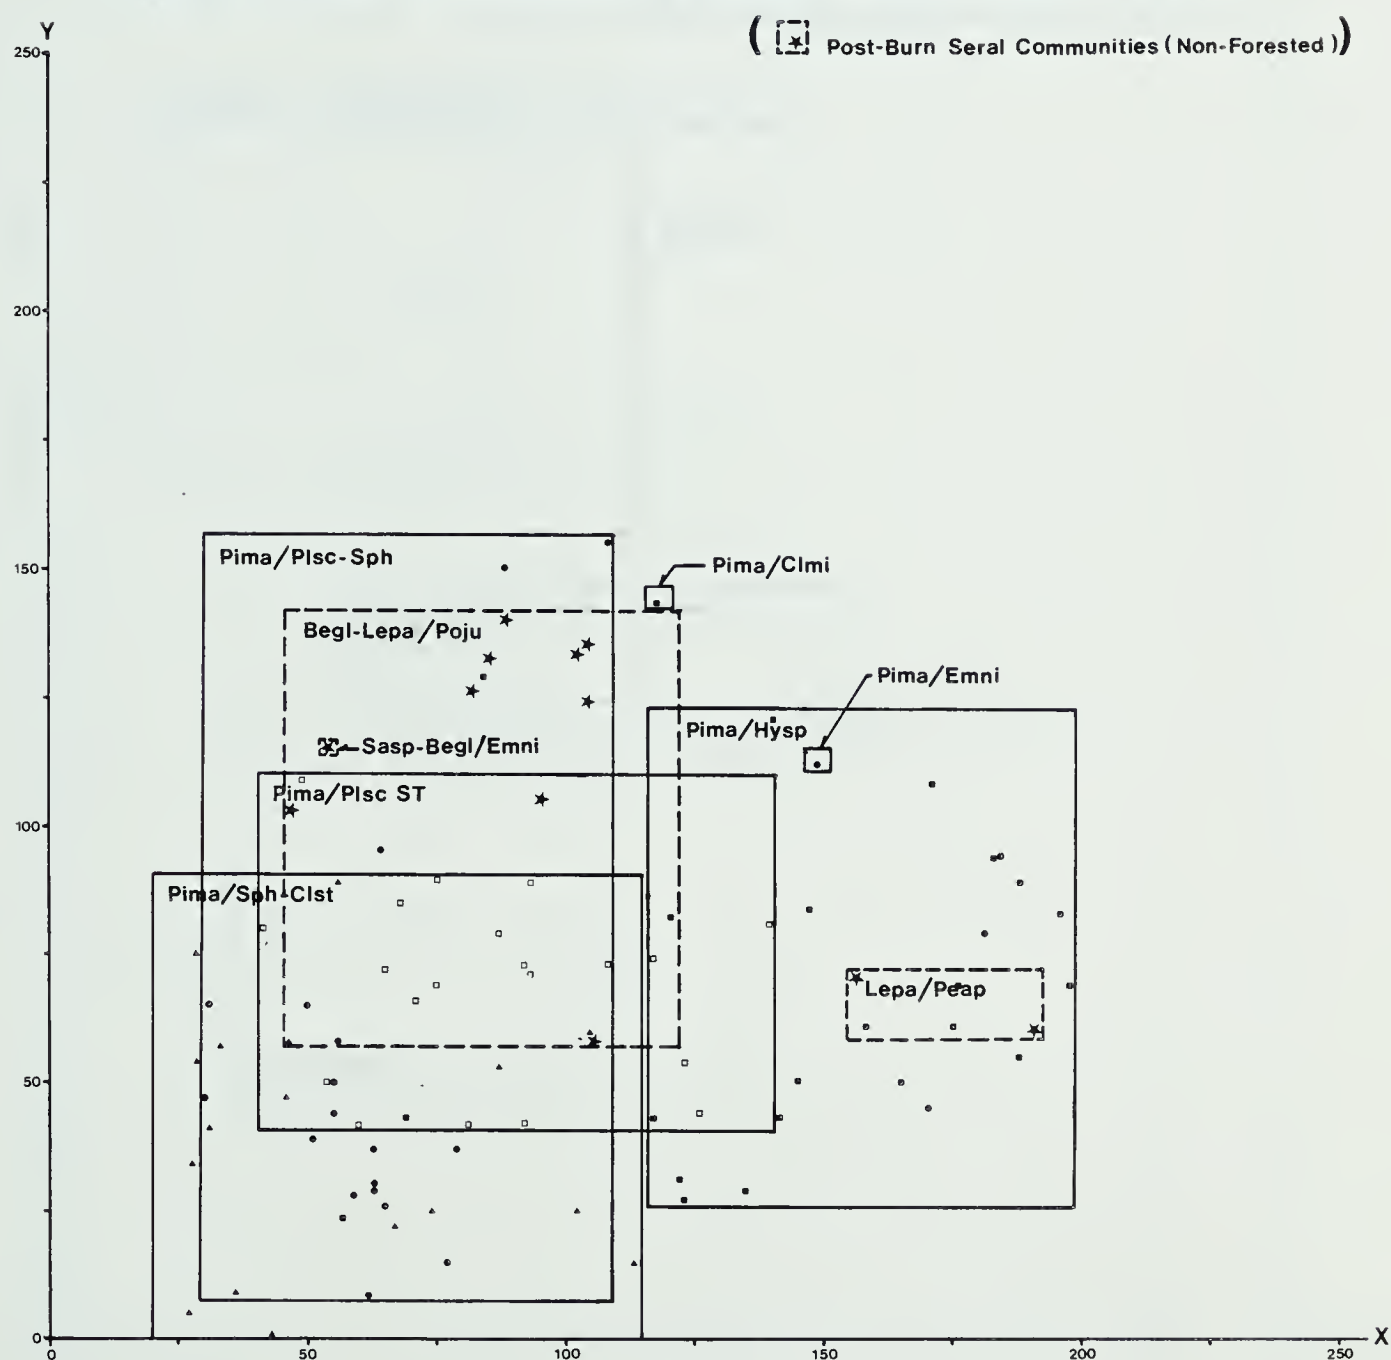 ( Post-Burn Seral Communities (Non-Forested) )
Y
250
200
150
100
50
0
Pima/Plsc-Sph
Pima/Clmi
Begl-Lepa/Poju
Pima/Emni
Pima/Hysp
Sasp-Begl/Emni
Pima/Plsc ST
Pima/Sph-Clst
Lepa/Peap
0 50 100 150 200 250
X